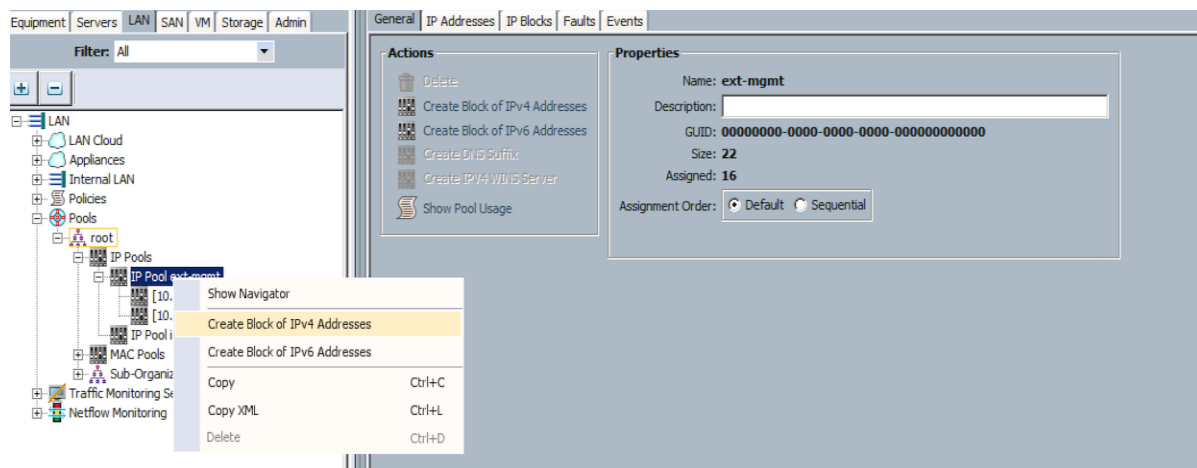 Equipment Servers LAN SAN VM Storage Admin
Filter: All
LAN
LAN Cloud
Appliances
Internal LAN
Policies
Pools
root
IP Pools
IP Pool ext-mgmt
[10.
[10.
IP Pool i
MAC Pools
Sub-Organiz
Traffic Monitoring Se
Netflow Monitoring
Show Navigator
Create Block of IPv4 Addresses
Create Block of IPv6 Addresses
Copy Ctrl+C
Copy XML Ctrl+L
Delete Ctrl+D
General IP Addresses IP Blocks Faults Events
Actions
Delete
Create Block of IPv4 Addresses
Create Block of IPv6 Addresses
Create DNS Suffix
Create IPV4 WINS Server
Show Pool Usage
Properties
Name: ext-mgmt
Description:
GUID: 00000000-0000-0000-0000-000000000000
Size: 22
Assigned: 16
Assignment Order: Default Sequential